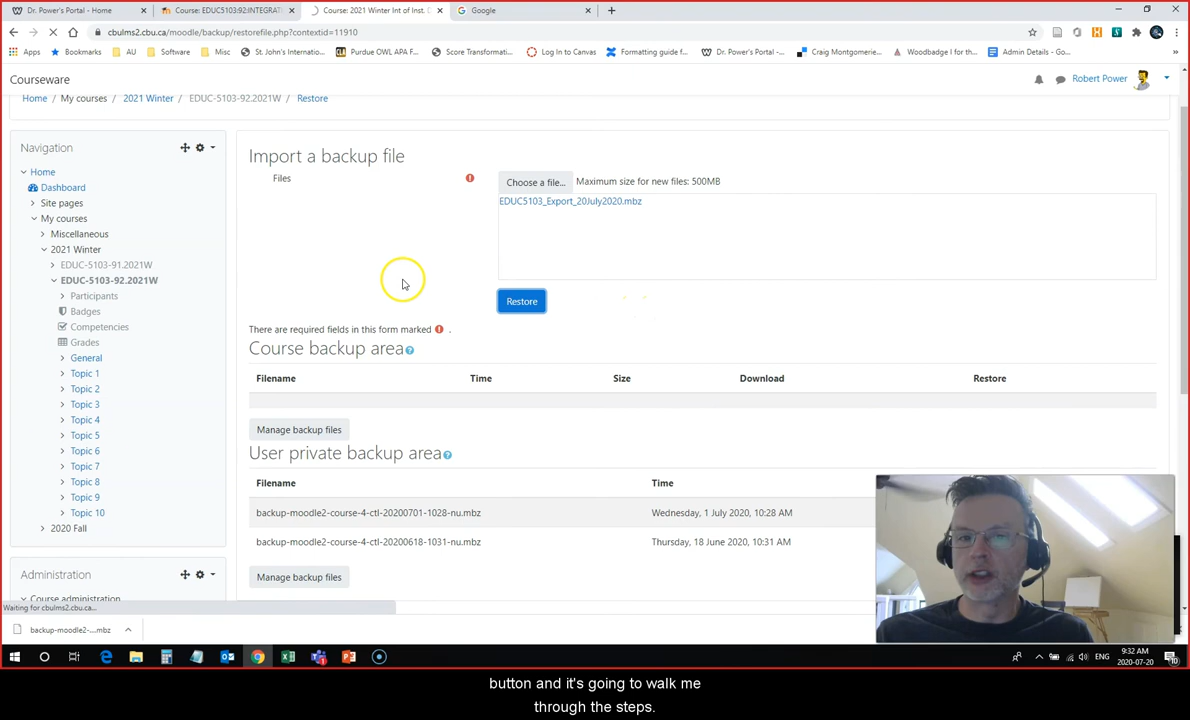 Dr. Power's Portal - Home
Course: EDUC5103:92:INTEGRAT
Course: 2021 Winter Int of Inst. D
Google
cbulms2.cbu.ca/moodle/backup/restorefile.php?contextid=11910
Apps
Bookmarks
AU
Software
Misc
St. John's Internatio...
Purdue OWL APA F...
Score Transformati...
Log In to Canvas
Formatting guide f...
Dr. Power's Portal -...
Craig Montgomerie...
Woodbadge I for th...
Admin Details - Go...
Courseware
Robert Power
Home / My courses / 2021 Winter / EDUC-5103-92.2021W / Restore
Navigation
Home
Dashboard
Site pages
My courses
Miscellaneous
2021 Winter
EDUC-5103-91.2021W
EDUC-5103-92.2021W
Participants
Badges
Competencies
Grades
General
Topic 1
Topic 2
Topic 3
Topic 4
Topic 5
Topic 6
Topic 7
Topic 8
Topic 9
Topic 10
2020 Fall
Administration
Course administration
Import a backup file
Files
Choose a file...
Maximum size for new files: 500MB
EDUC5103_Export_20July2020.mbz
Restore
There are required fields in this form marked .
Course backup area
Filename Time Size Download Restore
Manage backup files
User private backup area
Filename Time
backup-moodle2-course-4-ctl-20200701-1028-nu.mbz Wednesday, 1 July 2020, 10:28 AM
backup-moodle2-course-4-ctl-20200618-1031-nu.mbz Thursday, 18 June 2020, 10:31 AM
Manage backup files
Waiting for cbulms2.cbu.ca...
backup-moodle2-....mbz
ENG
9:32 AM
2020-07-20
button and it's going to walk me
through the steps.